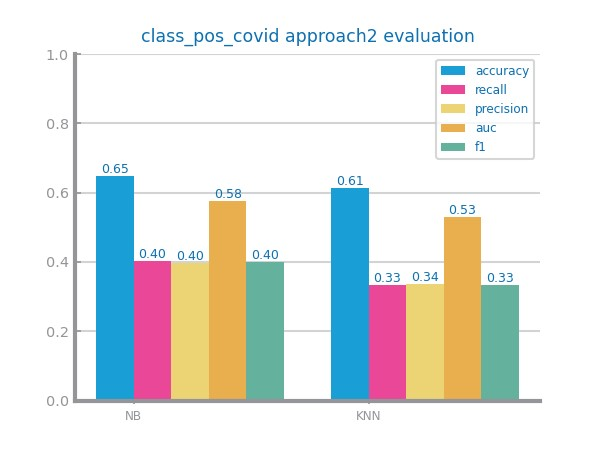 class_pos_covid approach2 evaluation
1.0
0.8
0.6
0.4
0.2
0.0
accuracy
recall
precision
auc
f1
0.65
0.40
0.40
0.58
0.40
0.61
0.33
0.34
0.53
0.33
NB
KNN